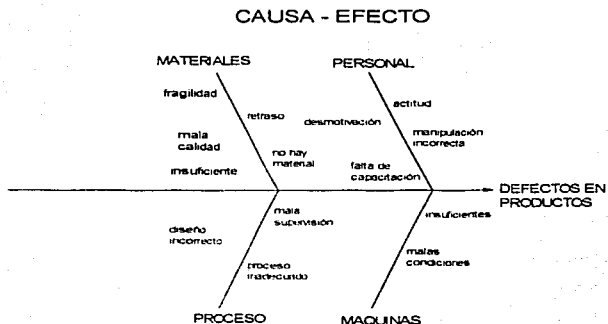 CAUSA - EFECTO
MATERIALES
PERSONAL
fragilidad
retraso
mala
calidad
no hay
material
insuficiente
actitud
desmotivación
manipulación
incorrecta
falta de
capacitación
DEFECTOS EN
PRODUCTOS
diseño
incorrecto
mala
supervisión
proceso
inadecuado
insuficientes
malas
condiciones
PROCESO
MAQUINAS